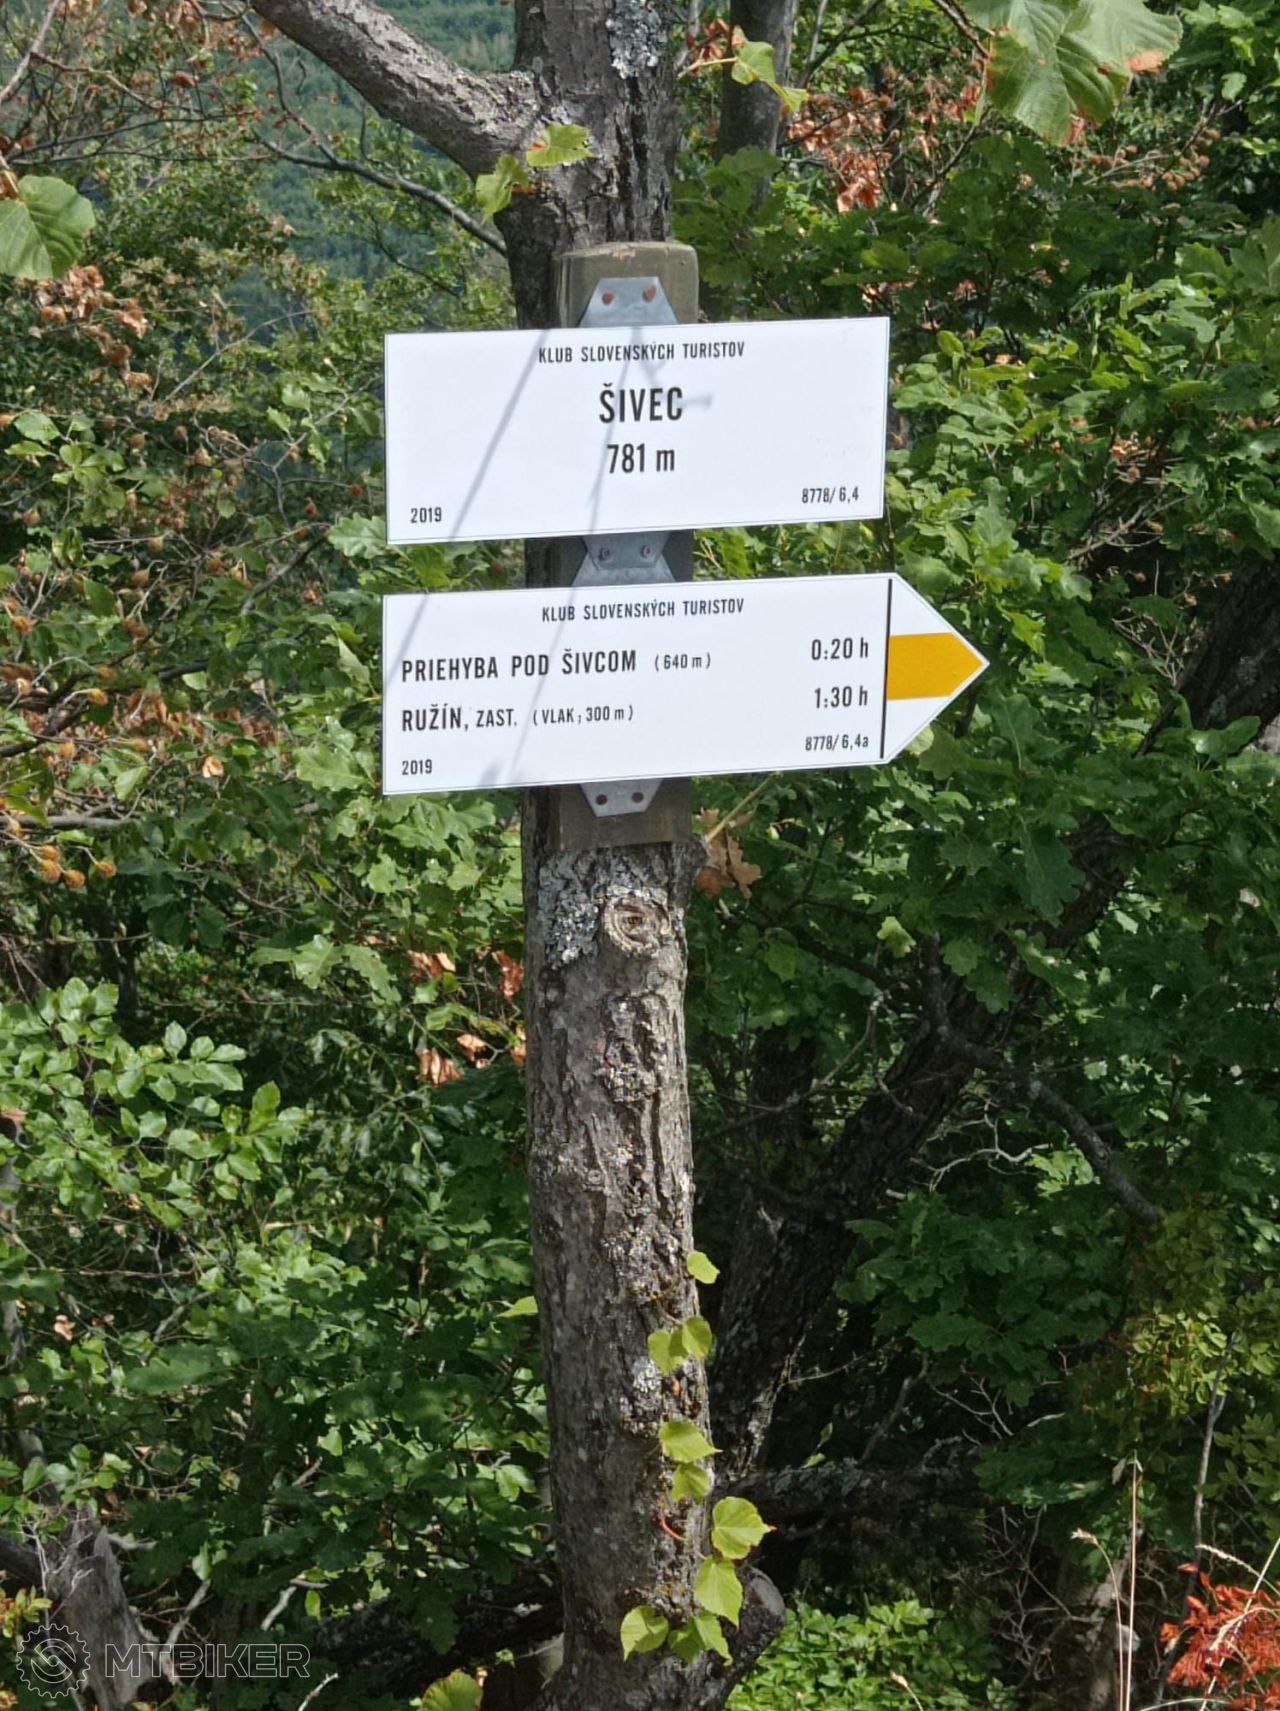 KLUB SLOVENSKÝCH TURISTOV
ŠIVEC
781 m
2019 8778/6,4
KLUB SLOVENSKÝCH TURISTOV
PRIEHYBA POD ŠIVCOM (640 m) 0:20 h
RUŽÍN, ZAST. (VLAK; 300 m) 1:30 h
2019 8778/6,4a
MTBIKER